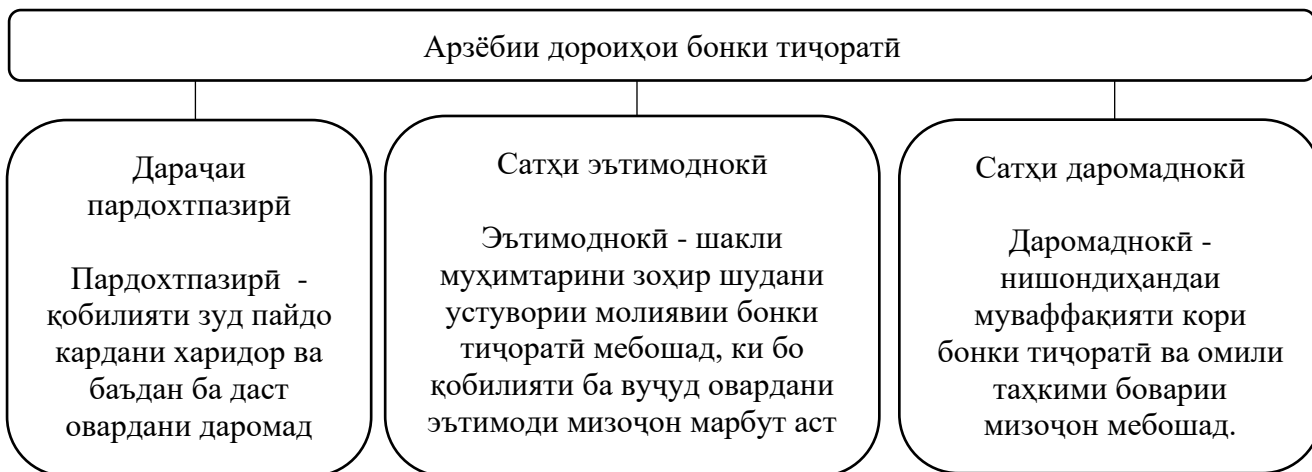 Арзёбии дороиҳои бонки тиҷоратӣ
Дараҷаи
пардохтпазирӣ
Пардохтпазирӣ -
қобилияти зуд пайдо
кардани харидор ва
баъдан ба даст
овардани даромад
Сатҳи эътимоднокӣ
Эътимоднокӣ - шакли
муҳимтарини зоҳир шудани
устувории молиявии бонки
тиҷоратӣ мебошад, ки бо
қобилияти ба вуҷуд овардани
эътимоди мизоҷон марбут аст
Сатҳи даромаднокӣ
Даромаднокӣ -
нишондиҳандаи
муваффақияти кори
бонки тиҷоратӣ ва омили
таҳкими боварии
мизоҷон мебошад.